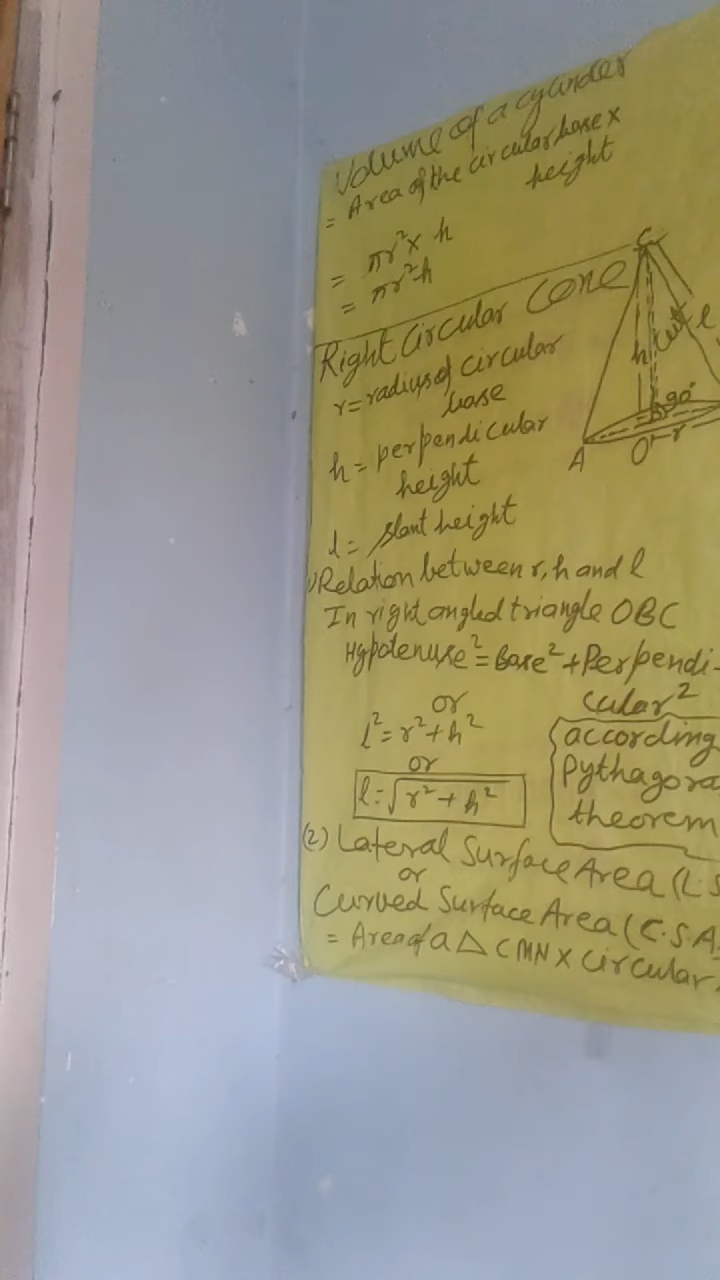 Volume of a cylinder
= Area of the circular base ×
height
= πr² × h
= πr²h
Right Circular Cone
r = radius of circular
base
h = perpendicular
height
l = slant height
C
h
cut
l
90°
A
O
r
1) Relation between r, h and l
In right angled triangle OBC
Hypotenuse² = Base² + Perpendi-
cular²
or
l² = r² + h²
or
l = √r² + h²
according
Pythagora
theorem
(2) Lateral Surface Area (L.S
or
Curved Surface Area (C.S.A.
= Area of a △ CMN × circular